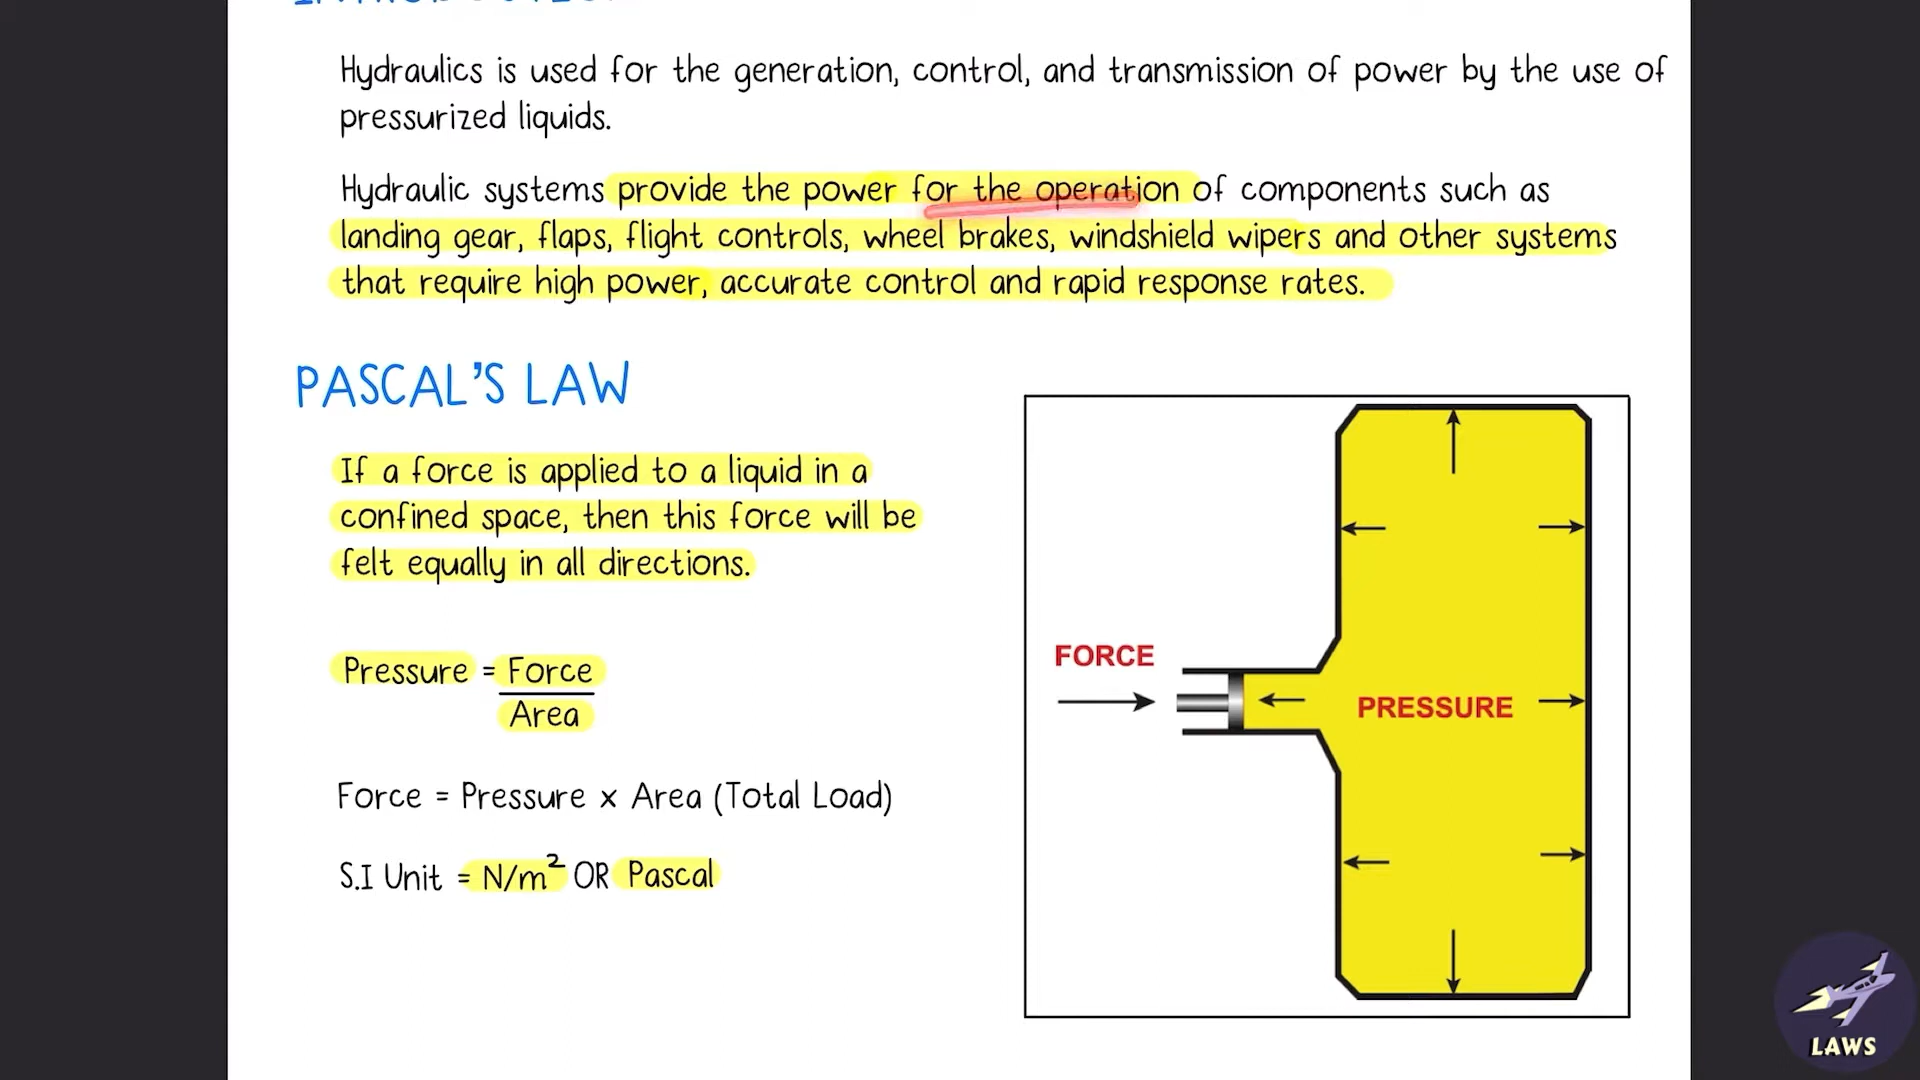 INTRODUCTION
Hydraulics is used for the generation, control, and transmission of power by the use of
pressurized liquids.
Hydraulic systems provide the power for the operation of components such as
landing gear, flaps, flight controls, wheel brakes, windshield wipers and other systems
that require high power, accurate control and rapid response rates.
PASCAL'S LAW
If a force is applied to a liquid in a
confined space, then this force will be
felt equally in all directions.
Pressure = Force
Area
Force = Pressure x Area (Total Load)
S.I Unit = N/m² OR Pascal
FORCE
PRESSURE
LAWS